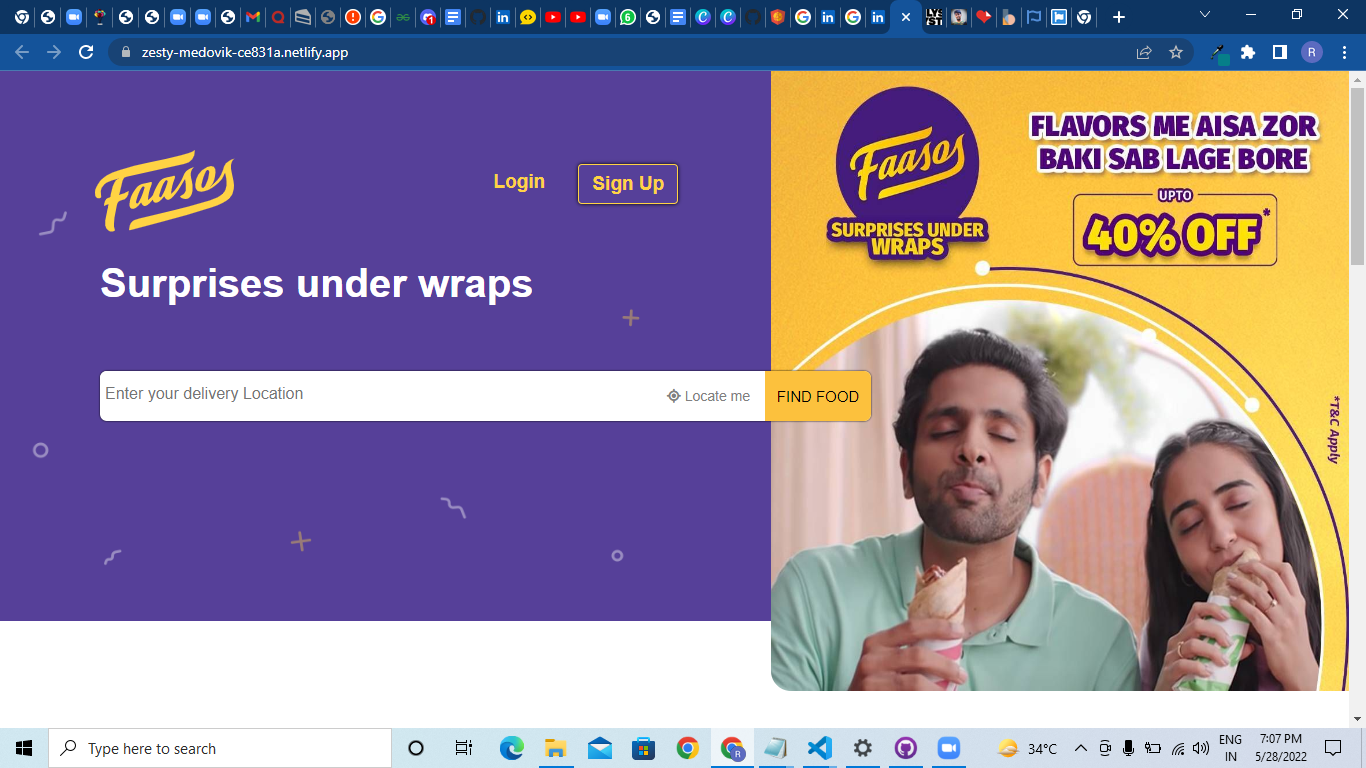 zesty-medovik-ce831a.netlify.app
R
Faasos
Login
Sign Up
Surprises under wraps
Enter your delivery Location
Locate me
FIND FOOD
Faasos
SURPRISES UNDER
WRAPS
FLAVORS ME AISA ZOR
BAKI SAB LAGE BORE
UPTO
40% OFF*
*T&C Apply
Type here to search
R
34°C
ENG
IN
7:07 PM
5/28/2022